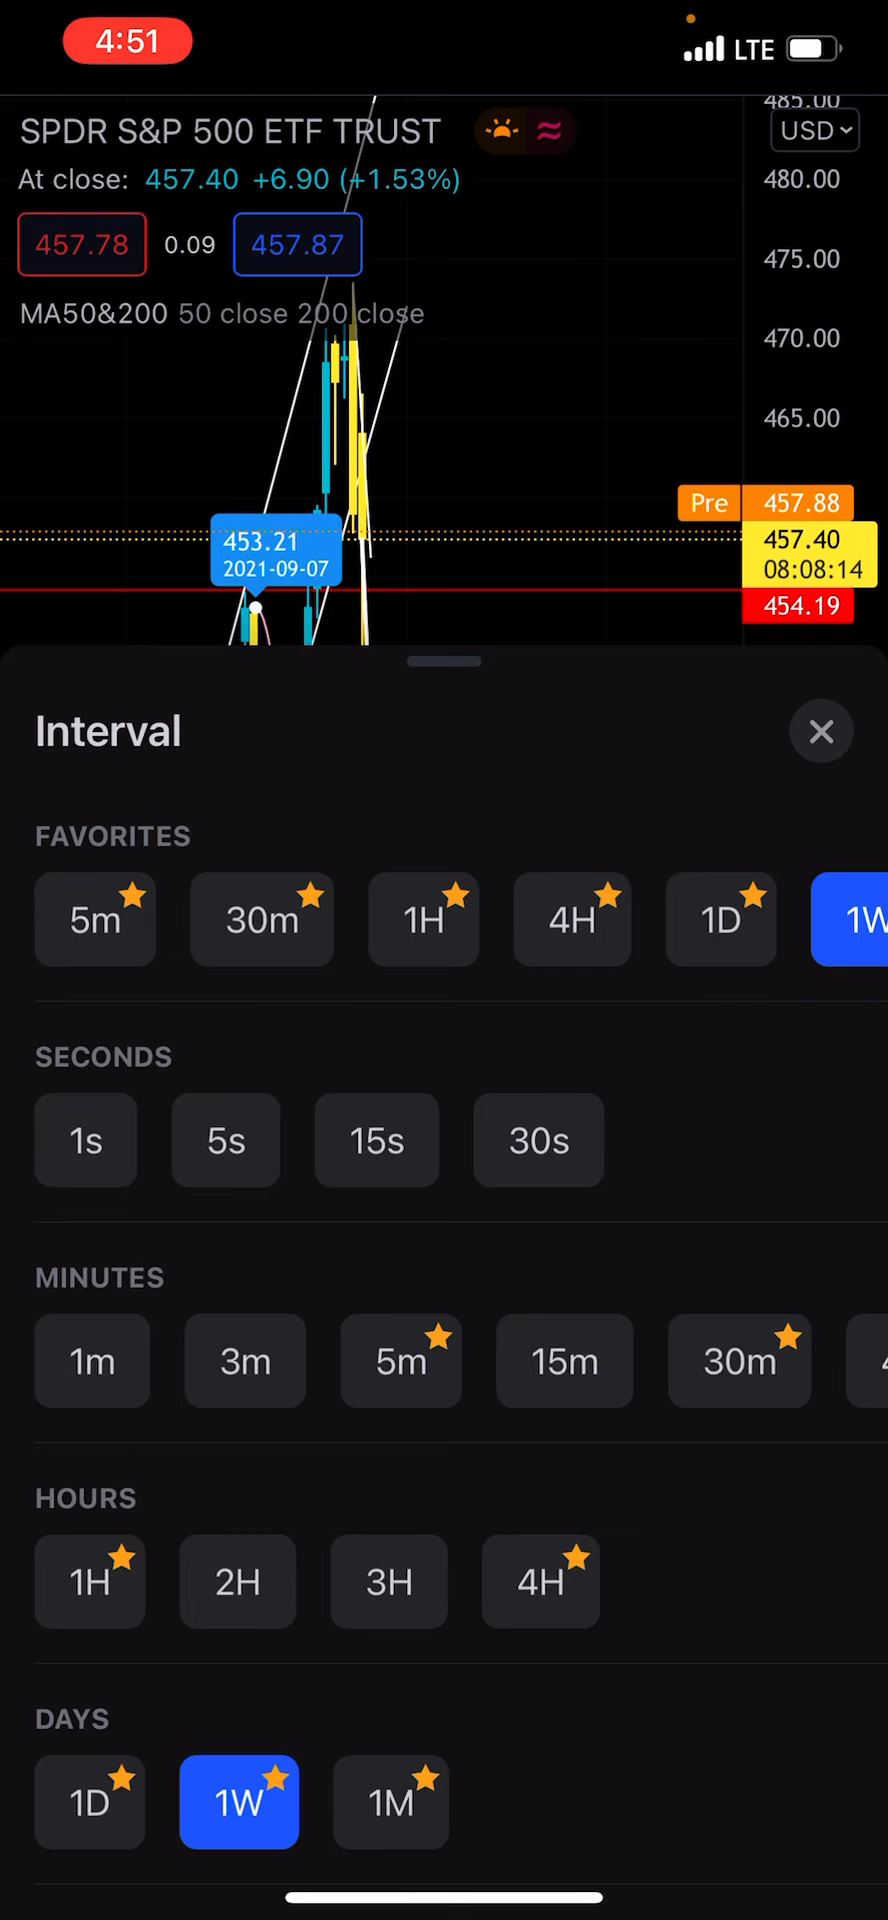 4:51
LTE
485.00
SPDR S&P 500 ETF TRUST
USD
At close: 457.40 +6.90 (+1.53%)
480.00
457.78 0.09 457.87
475.00
MA50&200 50 close 200 close
470.00
465.00
Pre 457.88
457.40
08:08:14
453.21
2021-09-07
454.19
Interval
FAVORITES
5m 30m 1H 4H 1D 1W
SECONDS
1s 5s 15s 30s
MINUTES
1m 3m 5m 15m 30m
HOURS
1H 2H 3H 4H
DAYS
1D 1W 1M